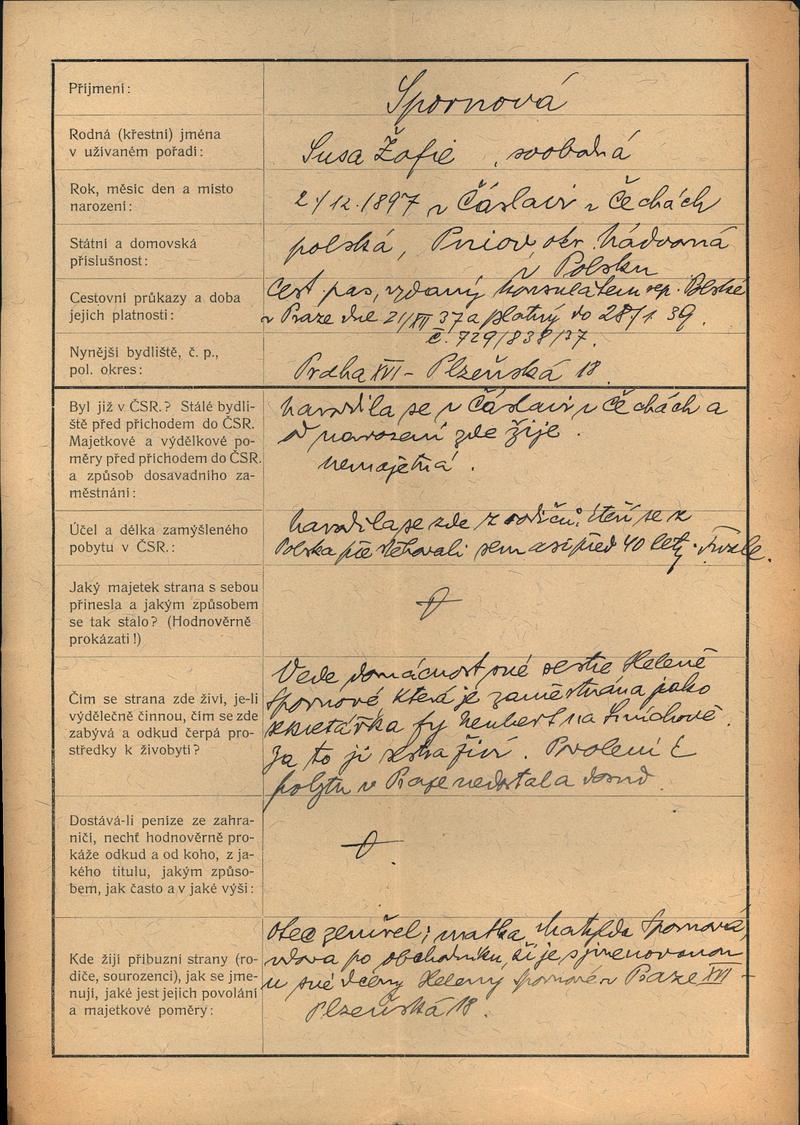 Příjmení:
Spornová
Rodná (křestní) jména
v užívaném pořadí:
Susa Žofie, svobodná
Rok, měsíc den a místo
narození:
2/12.1897 v Čáslavi v Čechách
Státní a domovská
příslušnost:
polská, Pniov okr. Nádvorná
v Polsku
Cestovní průkazy a doba
jejich platnosti:
Cest. pas, vydaný konsulátem rep. Polské
v Praze dne 21/XII 37 a platný do 28/1 39.
č. 729/838/37.
Nynější bydliště, č. p.,
pol. okres:
Praha XVI - Plzeňská 18.
Byl již v ČSR.? Stálé bydli-
ště před příchodem do ČSR.
Majetkové a výdělkové po-
měry před příchodem do ČSR.
a způsob dosavadního za-
městnání:
narodila se v Čáslavi v Čechách a
od narození zde žije.
nemajetná.
Účel a délka zamýšleného
pobytu v ČSR.:
narodila se zde z rodičů, kteří se z
Polska přestěhovali sem asi před 40 lety.
Jaký majetek strana s sebou
přinesla a jakým způsobem
se tak stalo? (Hodnověrně
prokázati!)
Čím se strana zde živí, je-li
výdělečně činnou, čím se zde
zabývá a odkud čerpá pro-
středky k živobytí?
Vede domácnost své sestře Heleně
Spornové která je zaměstnána jako
sekretářka fy Neubert na Smíchově.
Za to ji sestra živí. Povolení k
pobytu v Praze nedostala dosud.
Dostává-li peníze ze zahra-
ničí, nechť hodnověrně pro-
káže odkud a od koho, z ja-
kého titulu, jakým způso-
bem, jak často a v jaké výši:
Kde žijí příbuzní strany (ro-
diče, sourozenci), jak se jme-
nují, jaké jest jejich povolání
a majetkové poměry:
otec zemřel; matka Matylda Spornová,
vdova po obchodníku, žije s jmenovanou
u své dcery Heleny Spornové v Praze XVI -
Plzeňská 18.